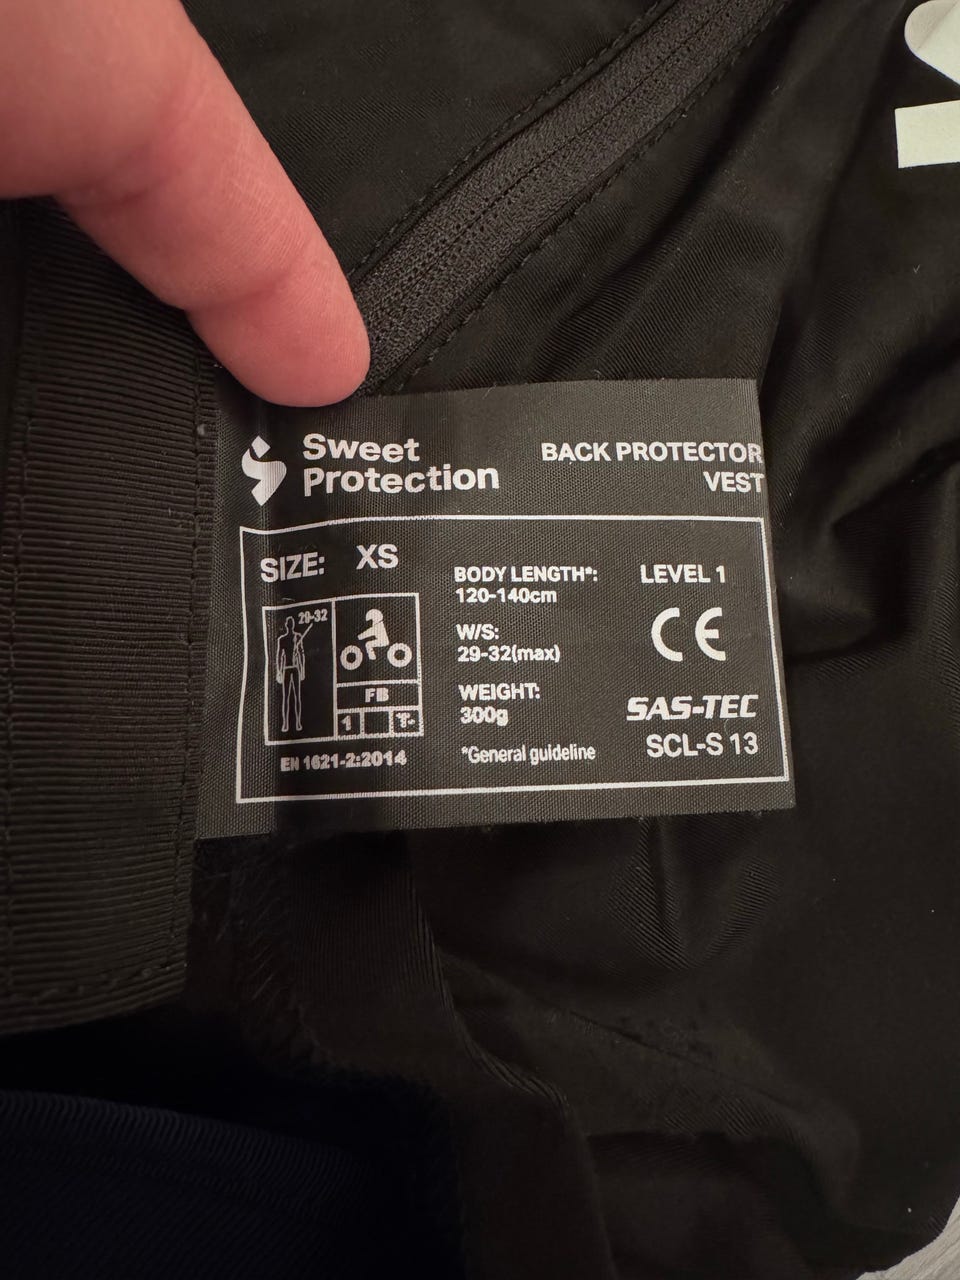 Sweet
Protection
BACK PROTECTOR
VEST
SIZE: XS
29-32
FB
1
T-
EN 1621-2:2014
BODY LENGTH*:
120-140cm
W/S:
29-32(max)
WEIGHT:
300g
*General guideline
LEVEL 1
CE
SAS-TEC
SCL-S 13